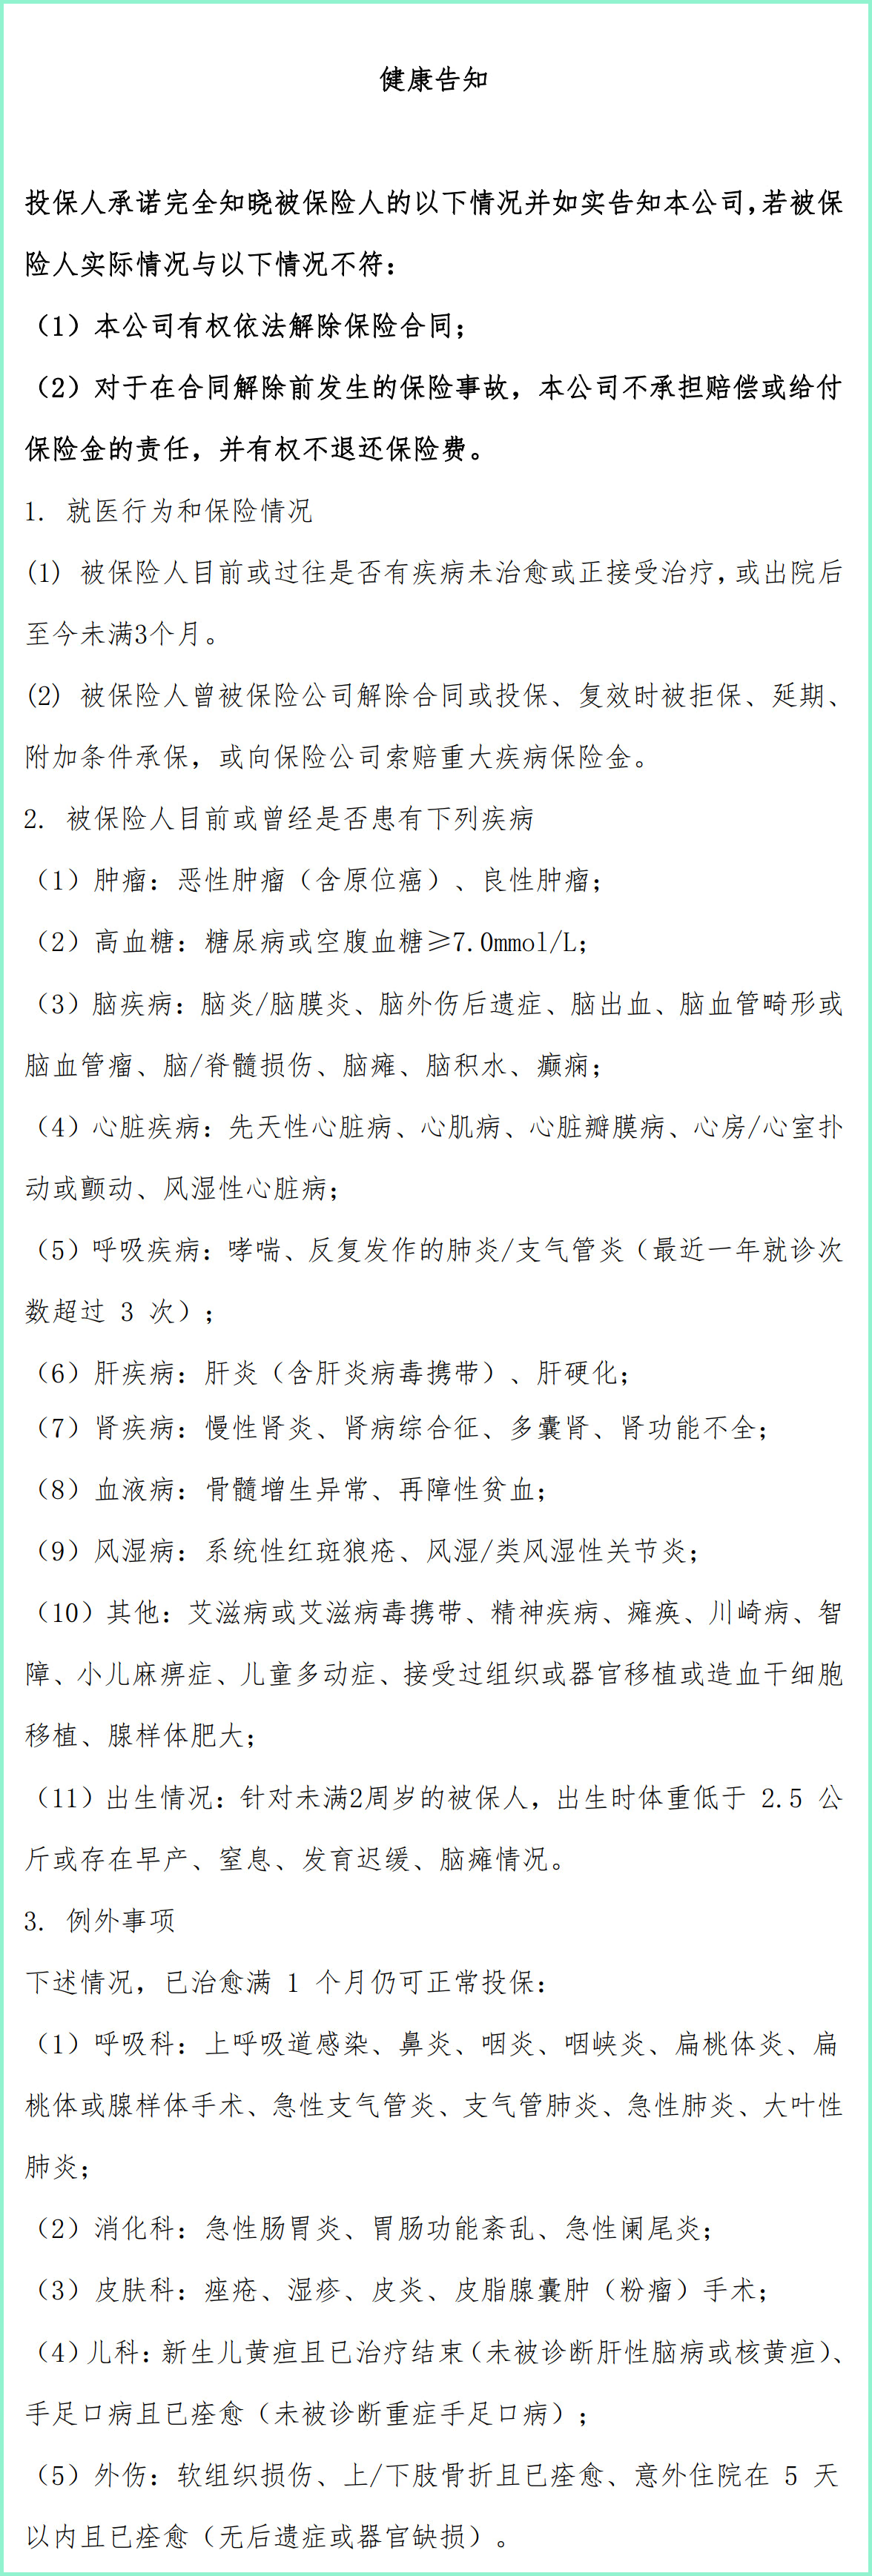 健康告知
投保人承诺完全知晓被保险人的以下情况并如实告知本公司,若被保
险人实际情况与以下情况不符：
（1）本公司有权依法解除保险合同；
（2）对于在合同解除前发生的保险事故，本公司不承担赔偿或给付
保险金的责任，并有权不退还保险费。
1. 就医行为和保险情况
(1) 被保险人目前或过往是否有疾病未治愈或正接受治疗,或出院后
至今未满3个月。
(2) 被保险人曾被保险公司解除合同或投保、复效时被拒保、延期、
附加条件承保，或向保险公司索赔重大疾病保险金。
2. 被保险人目前或曾经是否患有下列疾病
（1）肿瘤：恶性肿瘤（含原位癌）、良性肿瘤；
（2）高血糖：糖尿病或空腹血糖≥7.0mmol/L；
（3）脑疾病：脑炎/脑膜炎、脑外伤后遗症、脑出血、脑血管畸形或
脑血管瘤、脑/脊髓损伤、脑瘫、脑积水、癫痫；
（4）心脏疾病：先天性心脏病、心肌病、心脏瓣膜病、心房/心室扑
动或颤动、风湿性心脏病；
（5）呼吸疾病：哮喘、反复发作的肺炎/支气管炎（最近一年就诊次
数超过 3 次）；
（6）肝疾病：肝炎（含肝炎病毒携带）、肝硬化；
（7）肾疾病：慢性肾炎、肾病综合征、多囊肾、肾功能不全；
（8）血液病：骨髓增生异常、再障性贫血；
（9）风湿病：系统性红斑狼疮、风湿/类风湿性关节炎；
（10）其他：艾滋病或艾滋病毒携带、精神疾病、瘫痪、川崎病、智
障、小儿麻痹症、儿童多动症、接受过组织或器官移植或造血干细胞
移植、腺样体肥大；
（11）出生情况：针对未满2周岁的被保人，出生时体重低于 2.5 公
斤或存在早产、窒息、发育迟缓、脑瘫情况。
3. 例外事项
下述情况，已治愈满 1 个月仍可正常投保：
（1）呼吸科：上呼吸道感染、鼻炎、咽炎、咽峡炎、扁桃体炎、扁
桃体或腺样体手术、急性支气管炎、支气管肺炎、急性肺炎、大叶性
肺炎；
（2）消化科：急性肠胃炎、胃肠功能紊乱、急性阑尾炎；
（3）皮肤科：痤疮、湿疹、皮炎、皮脂腺囊肿（粉瘤）手术；
（4）儿科：新生儿黄疸且已治疗结束（未被诊断肝性脑病或核黄疸）、
手足口病且已痊愈（未被诊断重症手足口病）；
（5）外伤：软组织损伤、上/下肢骨折且已痊愈、意外住院在 5 天
以内且已痊愈（无后遗症或器官缺损）。